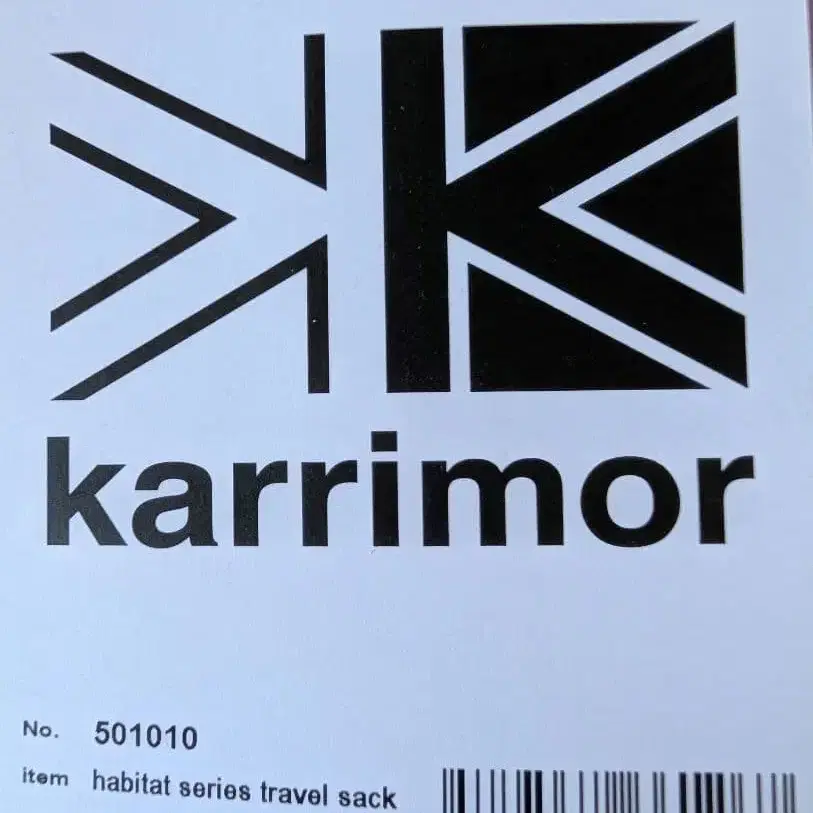 karrimor
No. 501010
item habitat series travel sack